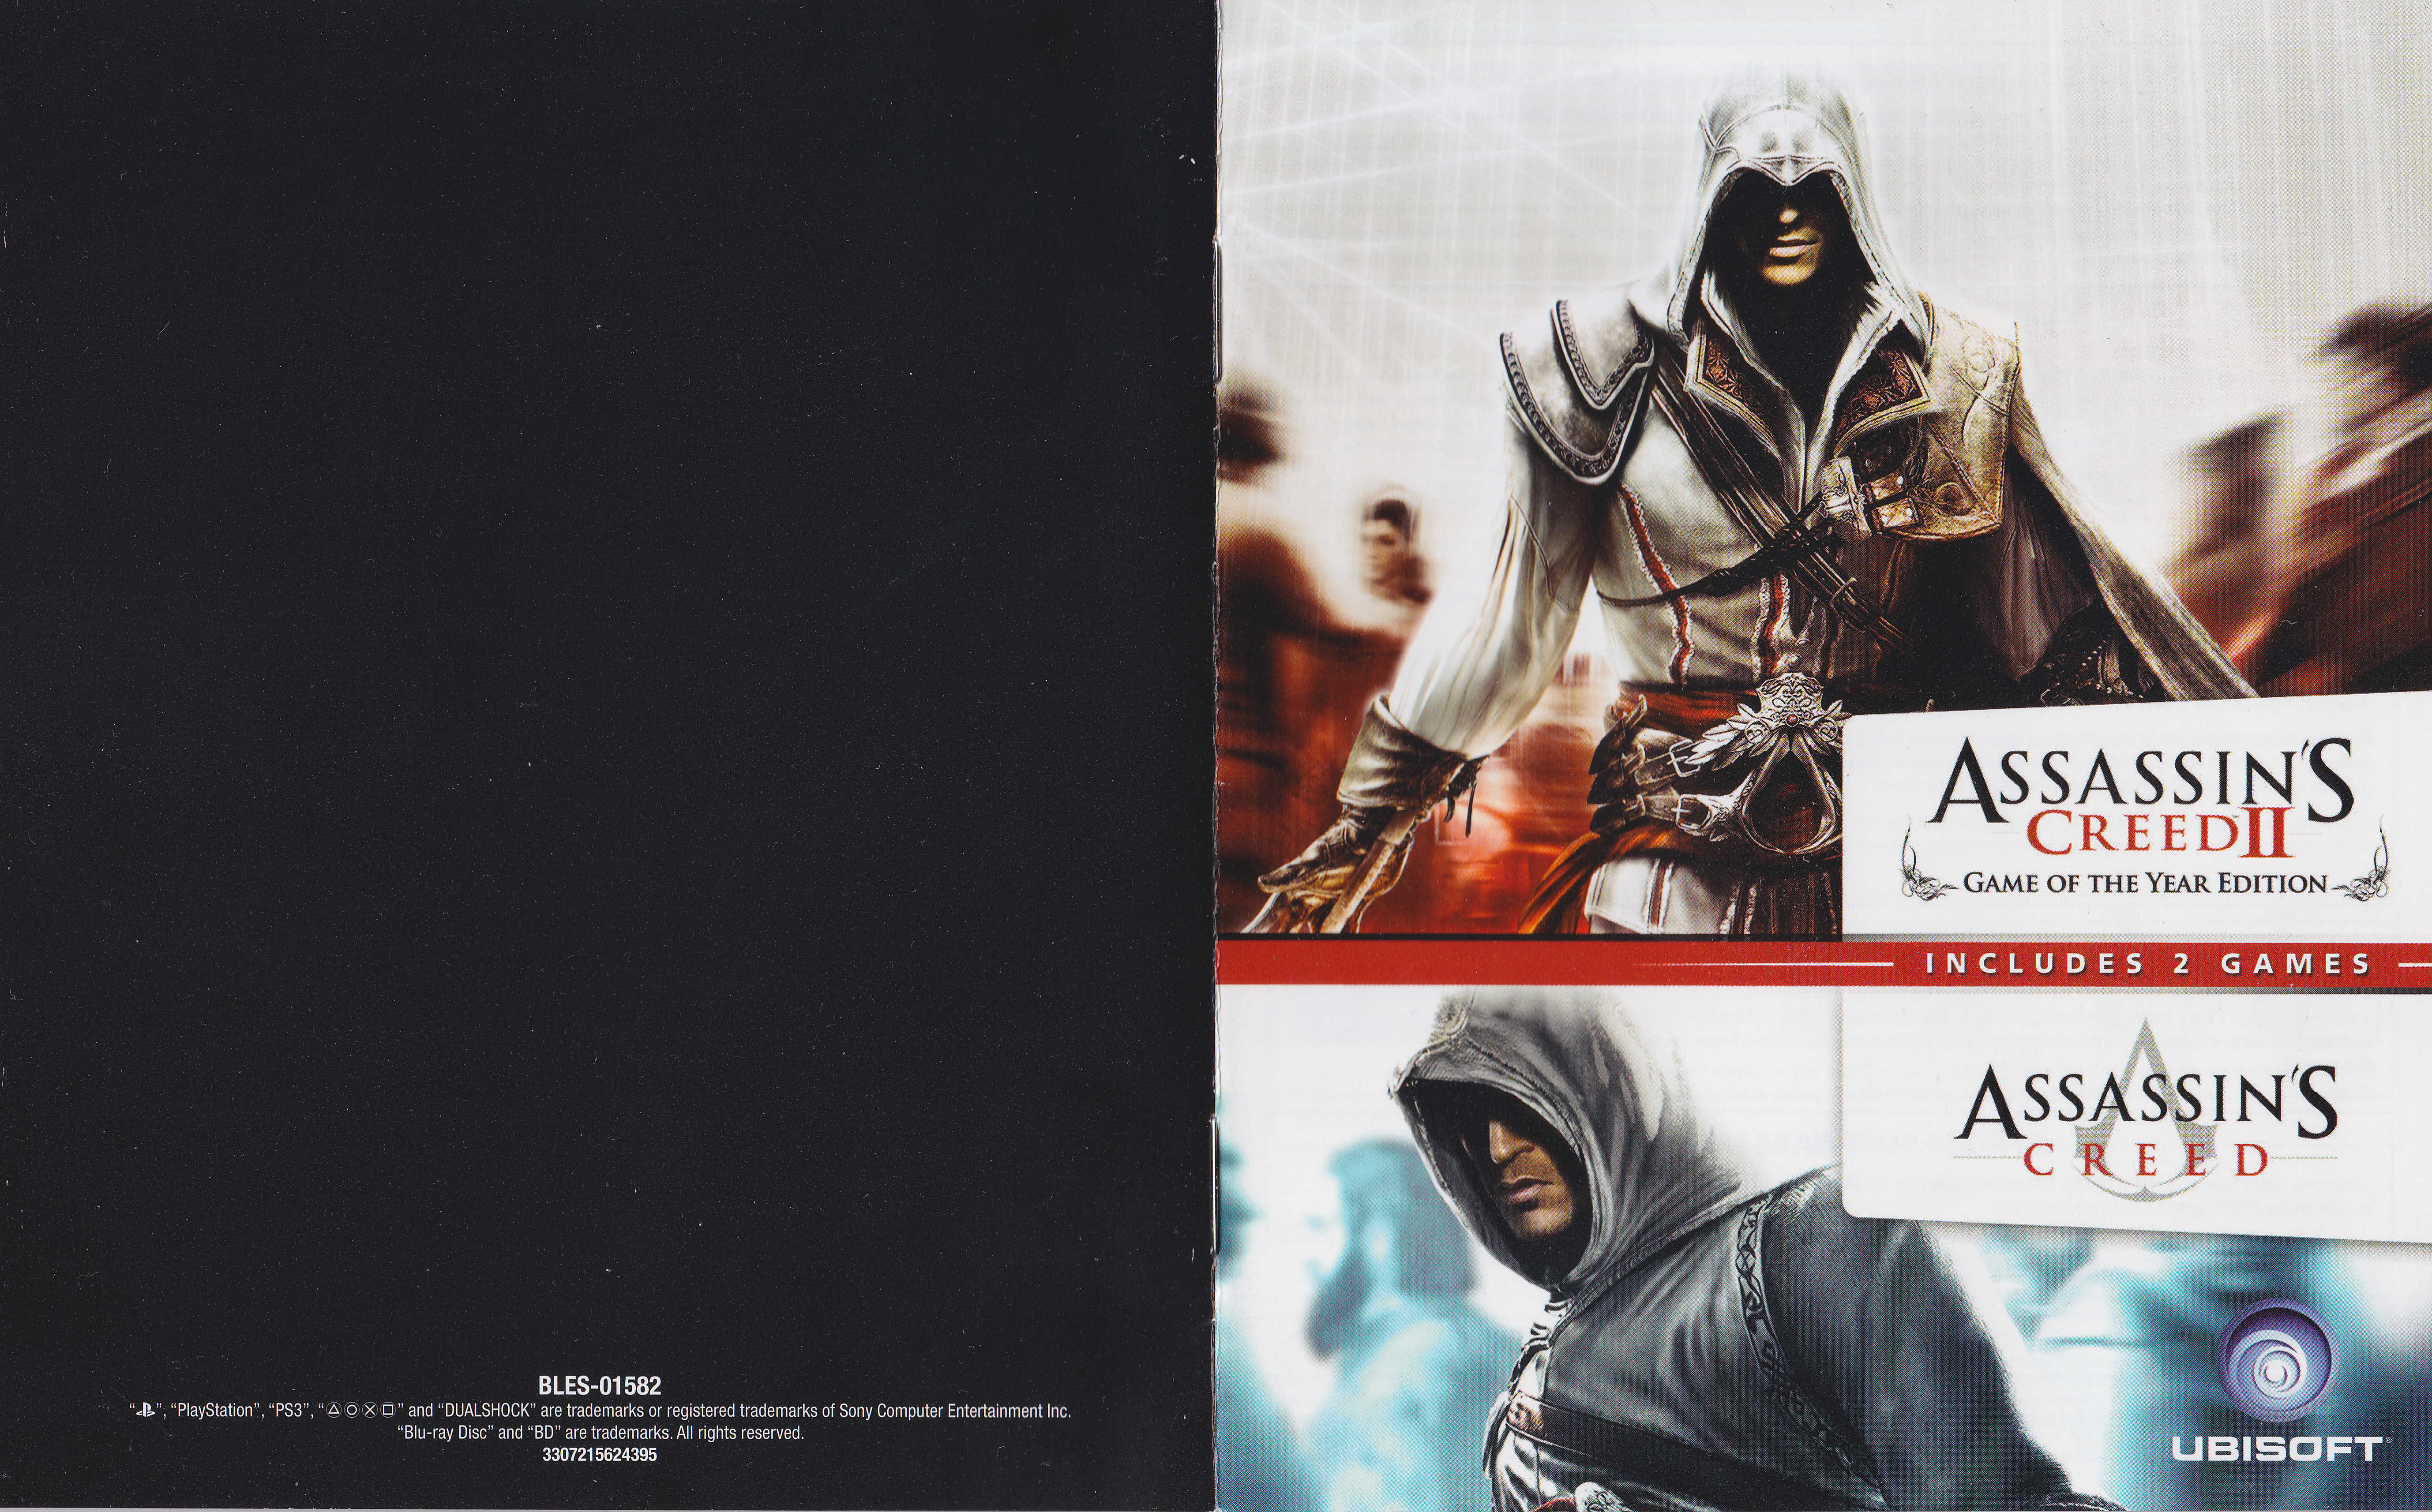 BLES-01582
“ ”, “PlayStation”, “PS3”, “△○✕□” and “DUALSHOCK” are trademarks or registered trademarks of Sony Computer Entertainment Inc.
“Blu-ray Disc” and “BD” are trademarks. All rights reserved.
3307215624395
ASSASSIN'S
CREED II
GAME OF THE YEAR EDITION
INCLUDES 2 GAMES
ASSASSIN'S
CREED
UBISOFT®